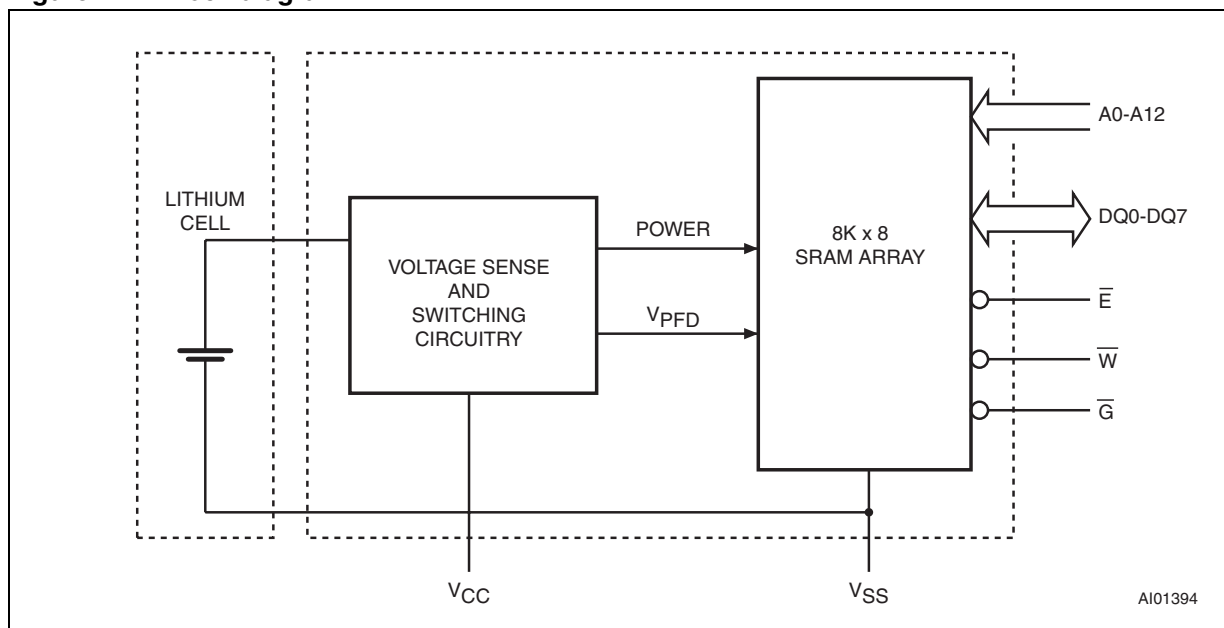 LITHIUM
CELL
VOLTAGE SENSE
AND
SWITCHING
CIRCUITRY
POWER
VPFD
8K x 8
SRAM ARRAY
A0-A12
DQ0-DQ7
E̅
W̅
G̅
VCC
VSS
AI01394